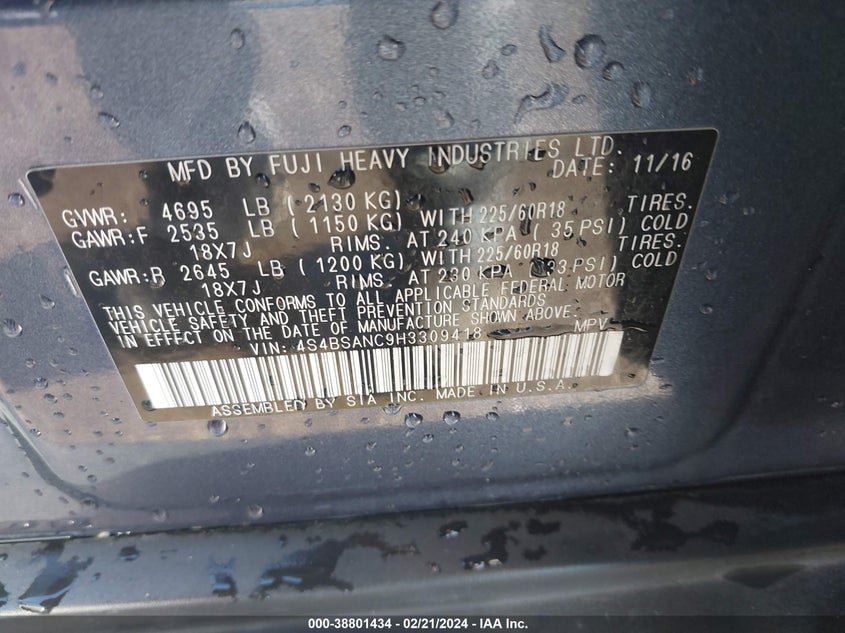 MFD BY FUJI HEAVY INDUSTRIES LTD.
DATE: 11/16
GVWR: 4695 LB (2130 KG)
GAWR:F 2535 LB (1150 KG) WITH 225/60R18 TIRES.
18X7J RIMS. AT 240 KPA (35 PSI) COLD
GAWR:R 2645 LB (1200 KG) WITH 225/60R18 TIRES.
18X7J RIMS. AT 230 KPA 33 PSI) COLD
THIS VEHICLE CONFORMS TO ALL APPLICABLE FEDERAL MOTOR
VEHICLE SAFETY AND THEFT PREVENTION STANDARDS
IN EFFECT ON THE DATE OF MANUFACTURE SHOWN ABOVE.
VIN: 4S4BSANC9H3309418 MPV
ASSEMBLED BY SIA INC. MADE IN U.S.A.
000-38801434 - 02/21/2024 - IAA Inc.